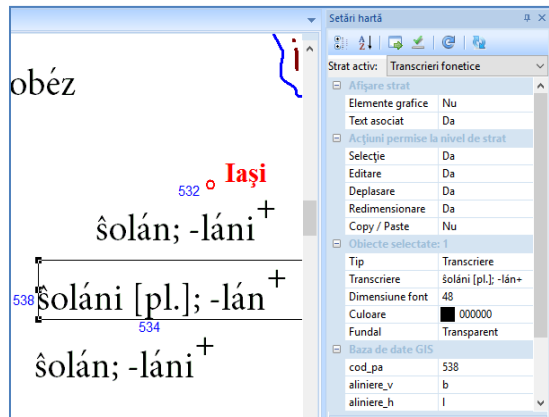 obéz
i
532
Iași
ŝolán; -láni+
538
ŝoláni [pl.]; -lán+
534
ŝolán; -láni+
Setări hartă
Strat activ: Transcrieri fonetice
Afișare strat
Elemente grafice Nu
Text asociat Da
Acțiuni permise la nivel de strat
Selecție Da
Editare Da
Deplasare Da
Redimensionare Da
Copy / Paste Nu
Obiecte selectate: 1
Tip Transcriere
Transcriere ŝoláni [pl.]; -lán+
Dimensiune font 48
Culoare 000000
Fundal Transparent
Baza de date GIS
cod_pa 538
aliniere_v b
aliniere_h l